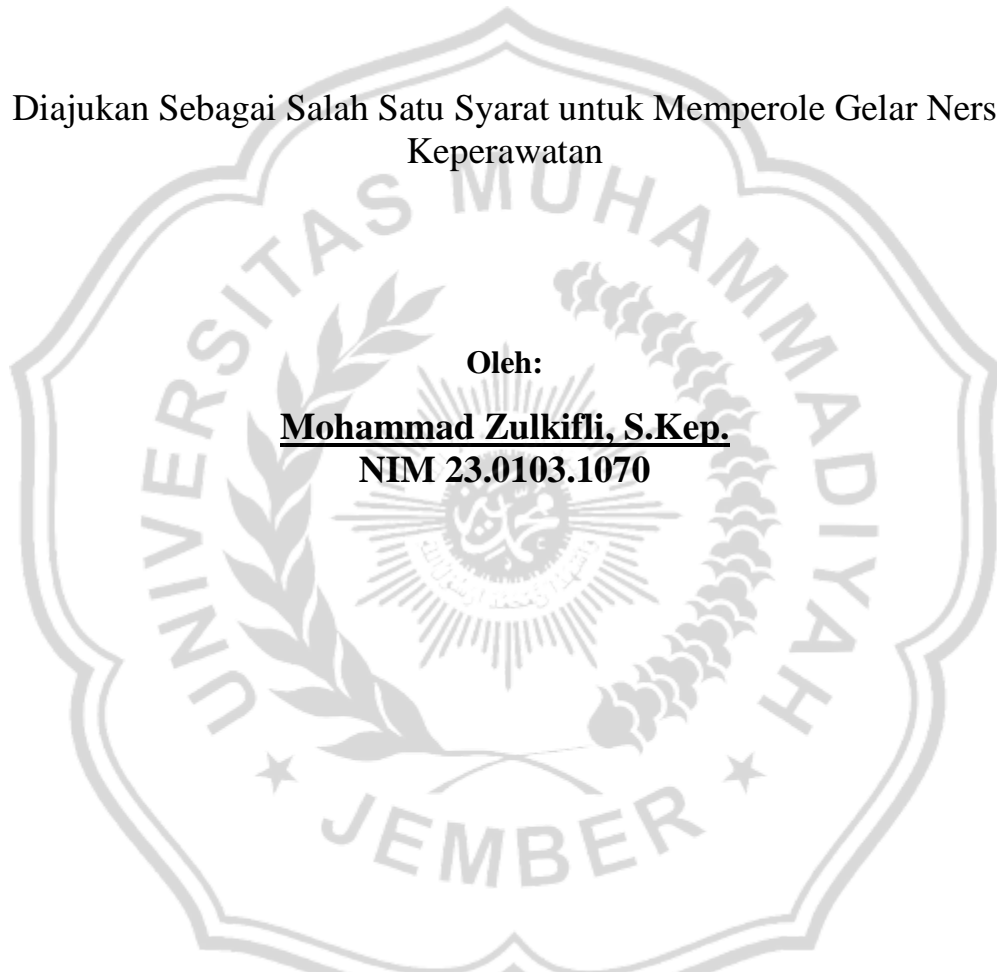 Diajukan Sebagai Salah Satu Syarat untuk Memperole Gelar Ners
Keperawatan
Oleh:
Mohammad Zulkifli, S.Kep.
NIM 23.0103.1070
UNIVERSITAS MUHAMMADIYAH
JEMBER